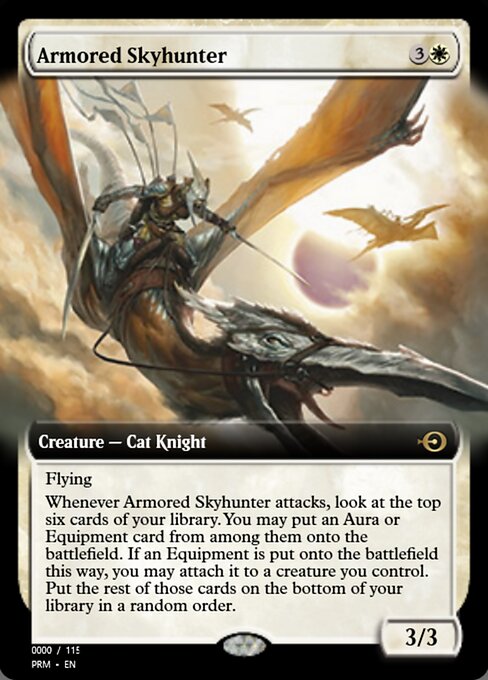 Armored Skyhunter 3
Creature — Cat Knight
Flying
Whenever Armored Skyhunter attacks, look at the top
six cards of your library. You may put an Aura or
Equipment card from among them onto the
battlefield. If an Equipment is put onto the battlefield
this way, you may attach it to a creature you control.
Put the rest of those cards on the bottom of your
library in a random order.
3/3
0000 / 115
PRM • EN